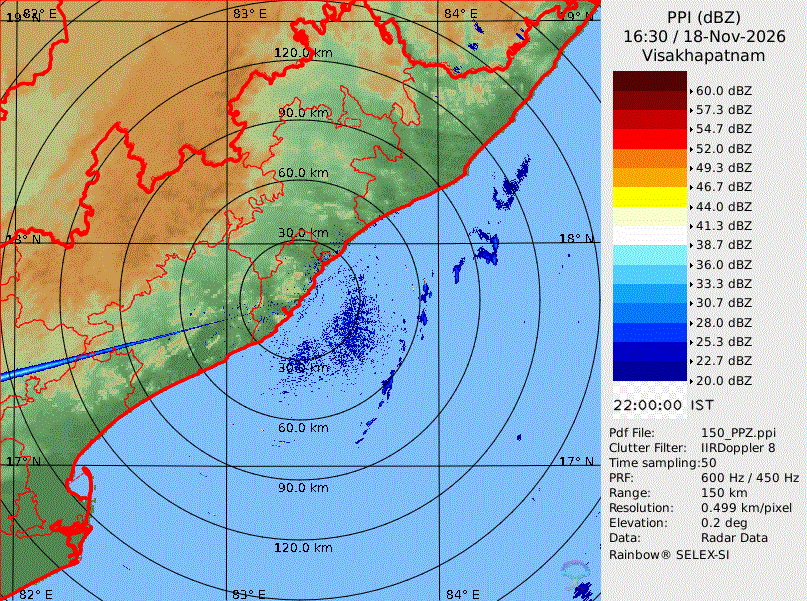 82°E
83°E
84°E
19°N
19°N
120.0 km
90.0 km
60.0 km
30.0 km
18°N
18°N
30.0 km
60.0 km
17°N
17°N
90.0 km
120.0 km
82°E
83°E
84°E
PPI (dBZ)
16:30 / 18-Nov-2026
Visakhapatnam
60.0 dBZ
57.3 dBZ
54.7 dBZ
52.0 dBZ
49.3 dBZ
46.7 dBZ
44.0 dBZ
41.3 dBZ
38.7 dBZ
36.0 dBZ
33.3 dBZ
30.7 dBZ
28.0 dBZ
25.3 dBZ
22.7 dBZ
20.0 dBZ
22:00:00 IST
Pdf File: 150_PPZ.ppi
Clutter Filter: IIRDoppler 8
Time sampling:50
PRF: 600 Hz / 450 Hz
Range: 150 km
Resolution: 0.499 km/pixel
Elevation: 0.2 deg
Data: Radar Data
Rainbow® SELEX-SI